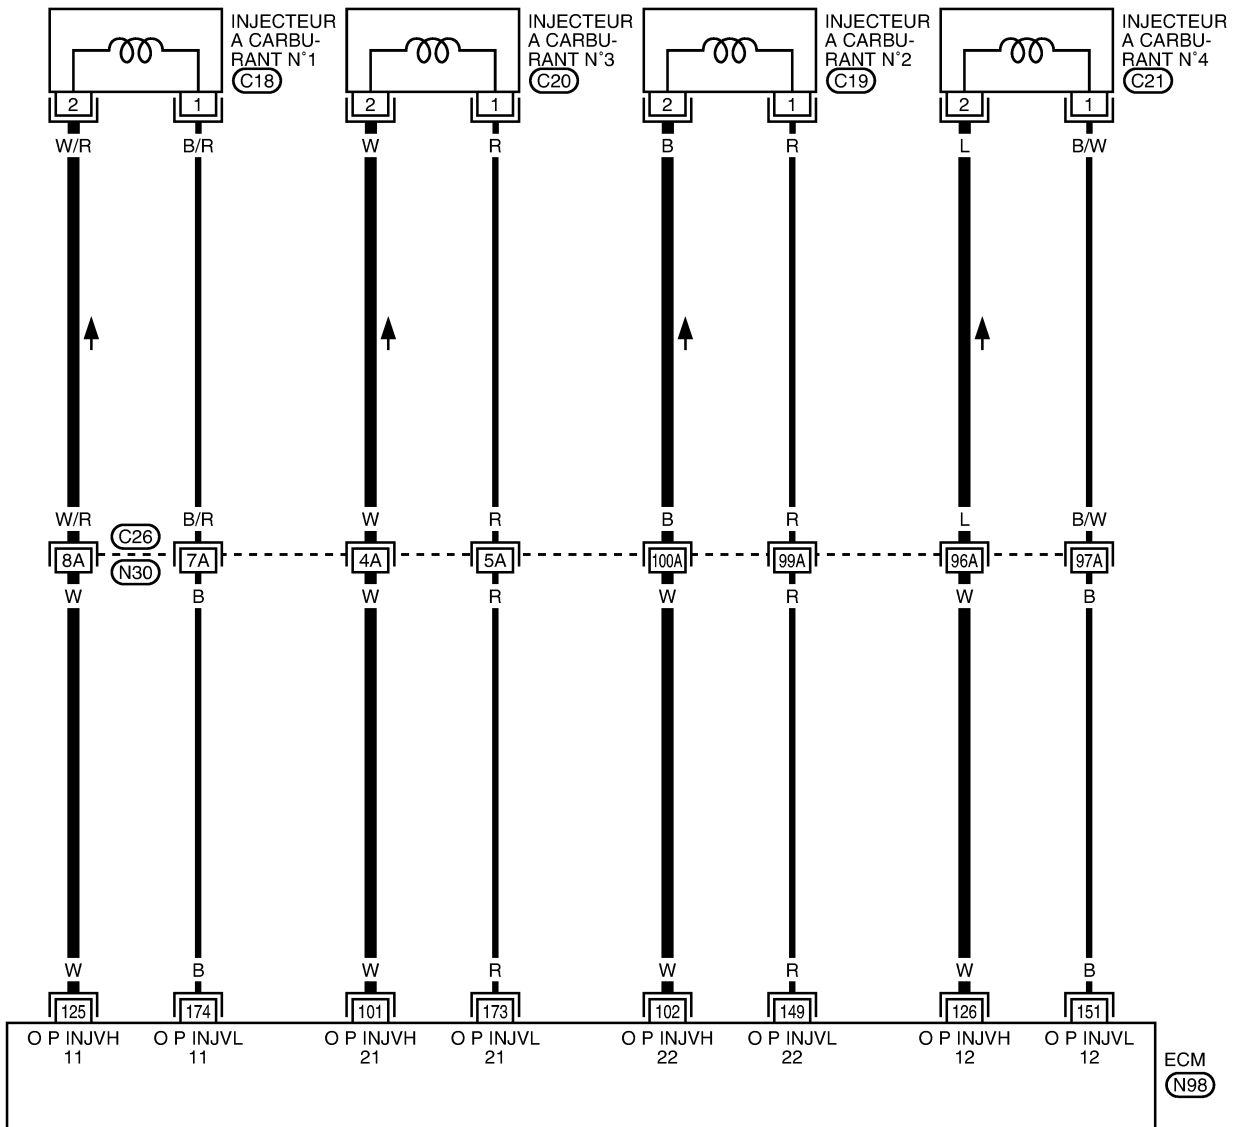 INJECTEUR
A CARBU-
RANT N°1
C18
INJECTEUR
A CARBU-
RANT N°3
C20
INJECTEUR
A CARBU-
RANT N°2
C19
INJECTEUR
A CARBU-
RANT N°4
C21
2 1 2 1 2 1 2 1
W/R B/R W R B R L B/W
W/R B/R W R B R L B/W
C26
8A 7A 4A 5A 100A 99A 96A 97A
N30
W B W R W R W B
W B W R W R W B
125 174 101 173 102 149 126 151
O P INJVH O P INJVL O P INJVH O P INJVL O P INJVH O P INJVL O P INJVH O P INJVL
11 11 21 21 22 22 12 12
ECM
N98